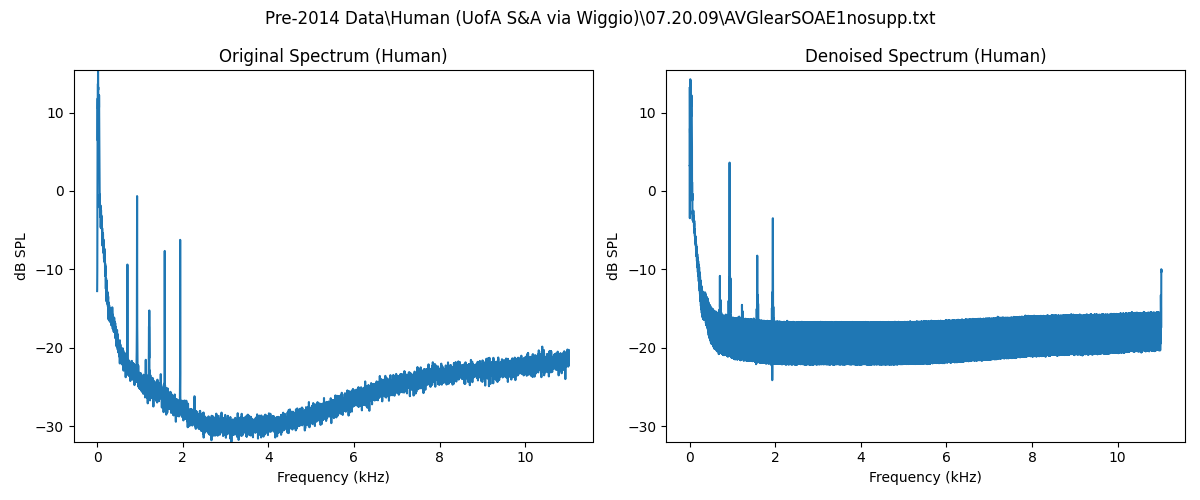 Pre-2014 Data\Human (UofA S&A via Wiggio)\07.20.09\AVGlearSOAE1nosupp.txt
Original Spectrum (Human)
10
0
−10
−20
−30
dB SPL
0 2 4 6 8 10
Frequency (kHz)
Denoised Spectrum (Human)
10
0
−10
−20
−30
dB SPL
0 2 4 6 8 10
Frequency (kHz)